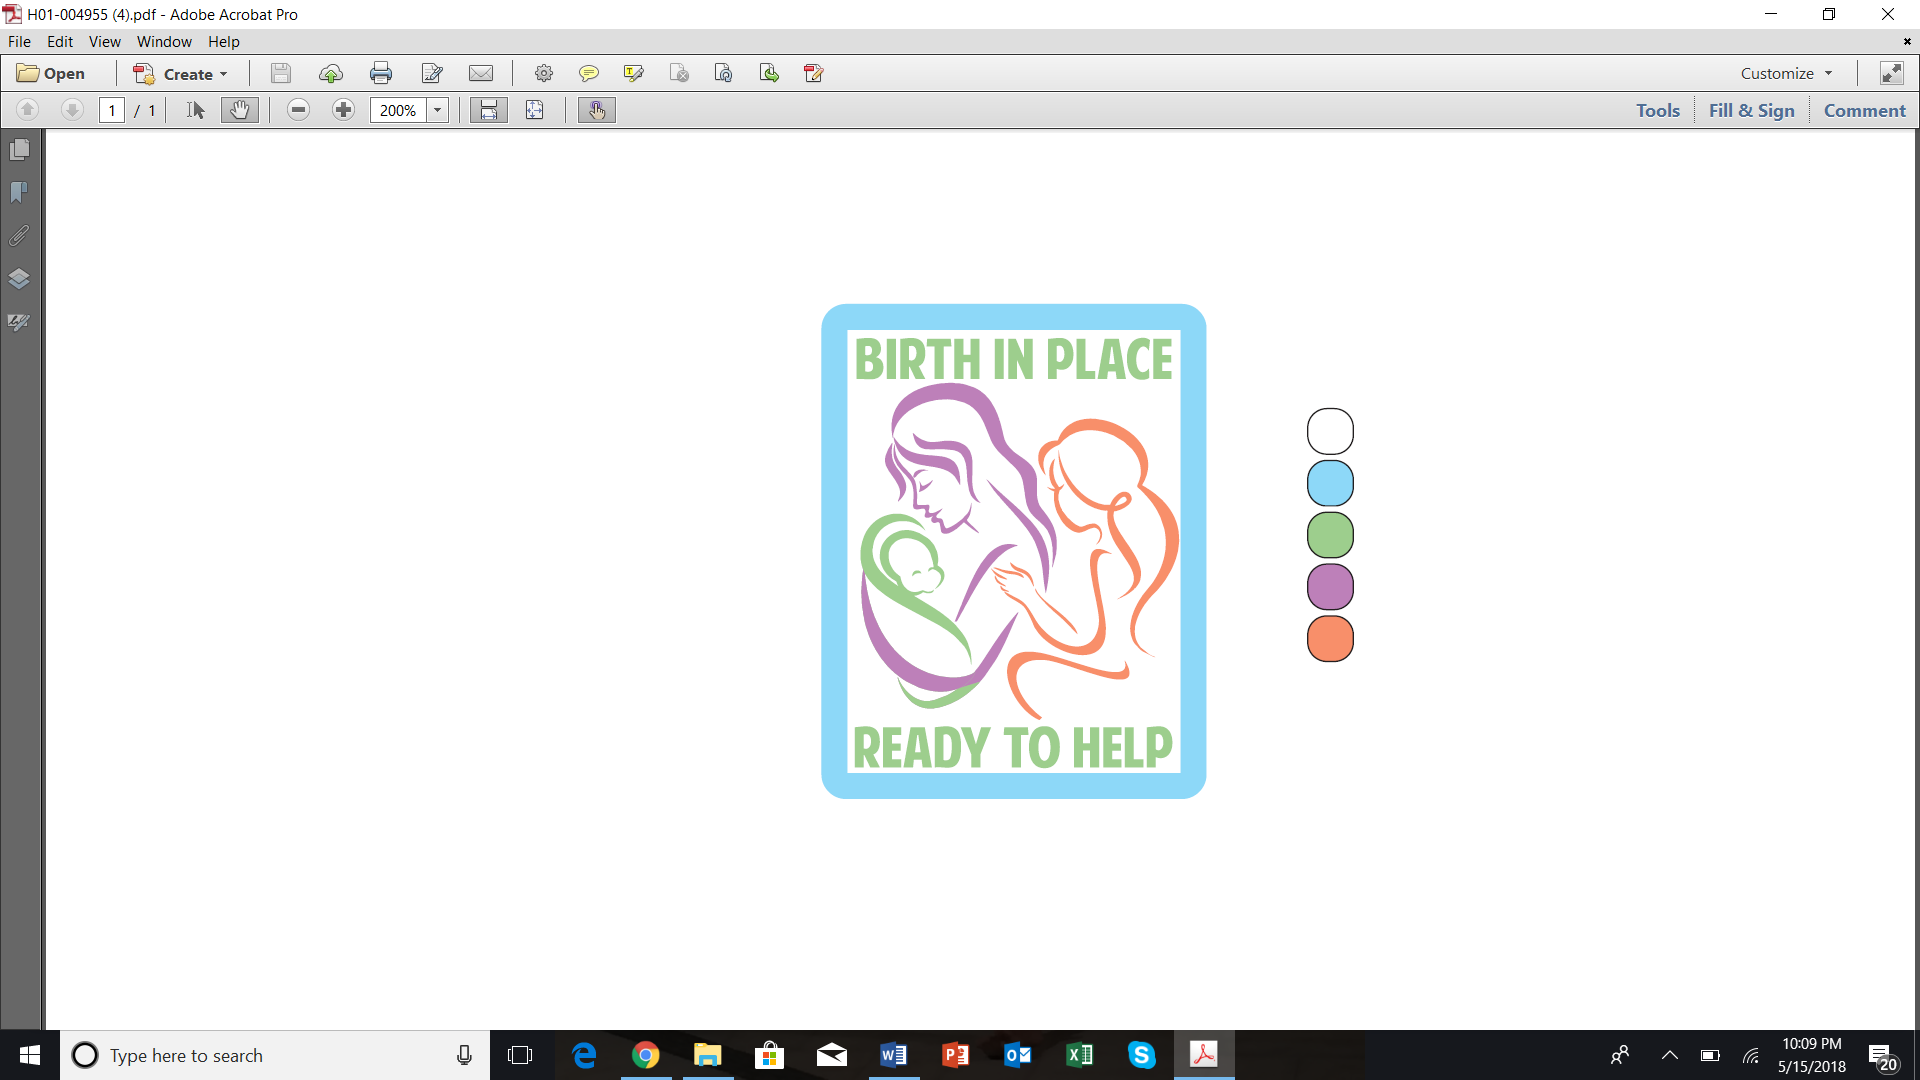 H01-004955 (4).pdf - Adobe Acrobat Pro
File Edit View Window Help
Open Create Customize
1 / 1 200% Tools Fill & Sign Comment
BIRTH IN PLACE
READY TO HELP
Type here to search
10:09 PM
5/15/2018
20